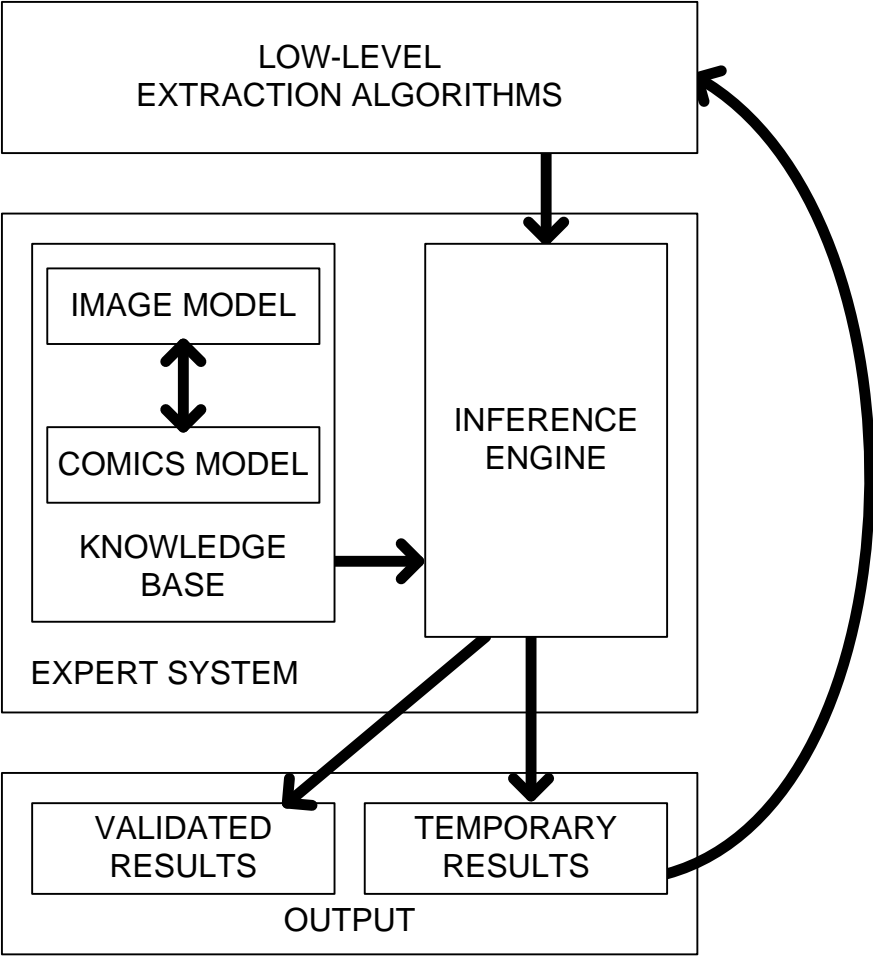 LOW-LEVEL
EXTRACTION ALGORITHMS
IMAGE MODEL
COMICS MODEL
KNOWLEDGE
BASE
INFERENCE
ENGINE
EXPERT SYSTEM
VALIDATED
RESULTS
TEMPORARY
RESULTS
OUTPUT